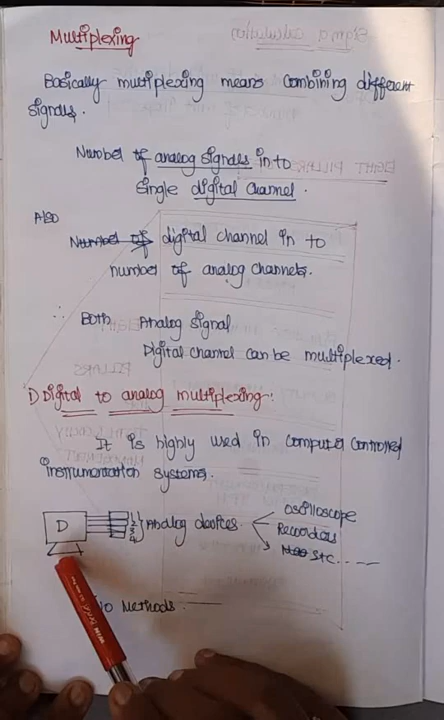 Multiplexing
Basically multiplexing means combining different
signals.
Number of analog signals in to
single digital channel.
Also
Number of digital channel in to
number of analog channels.
∴ Both Analog signal
Digital channel can be multiplexed.
1) Digital to analog multiplexing:
It is highly used in computer controlled
instrumentation systems.
D
1
2
3
4
} Analog devices
Oscilloscope
Recorders
etc. ----
Methods.